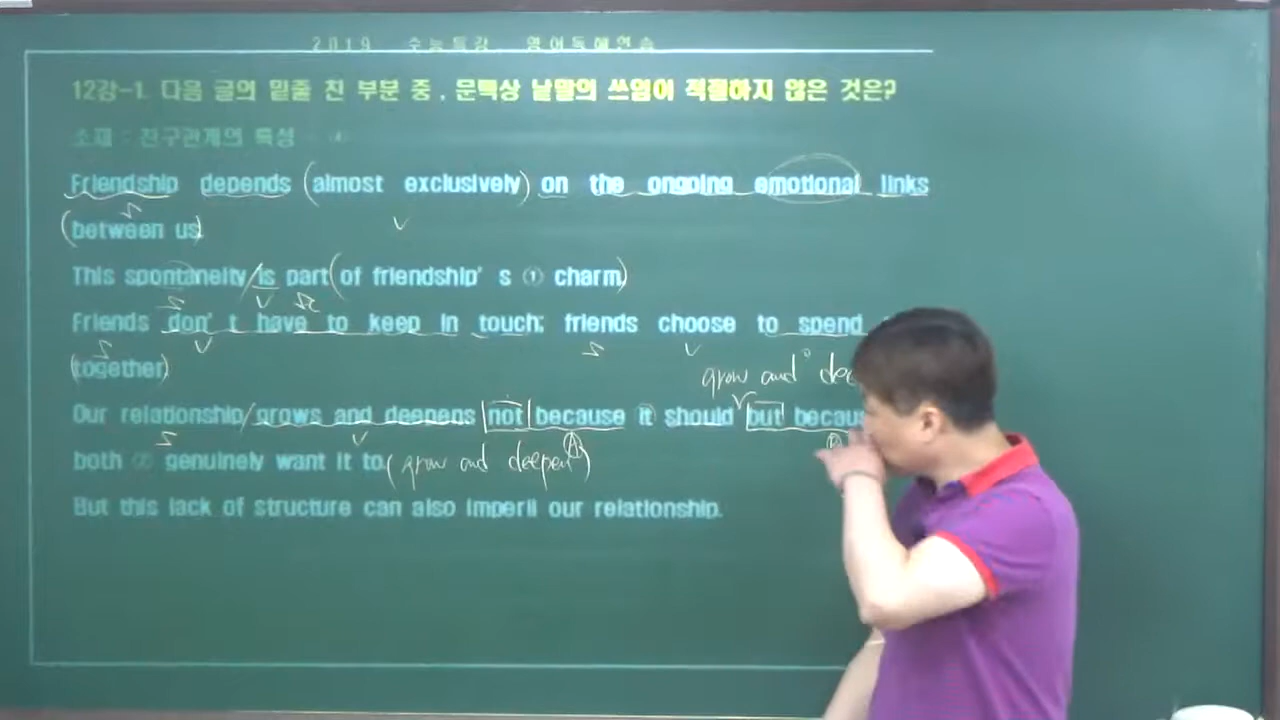 2019 수능특강 영어독해연습
12강-1. 다음 글의 밑줄 친 부분 중, 문맥상 낱말의 쓰임이 적절하지 않은 것은?
소재 : 친구관계의 특성
Friendship depends (almost exclusively) on the ongoing emotional links
S
(between us)
V
This spontaneity/is part(of friendship's ① charm)
S V SC
Friends don't have to keep in touch; friends choose to spend
S V S V
(together)
grow and
Our relationship/grows and deepens not because it should but
S V A B
both ② genuinely want it to (grow and deepen)
But this lack of structure can also imperil our relationship.